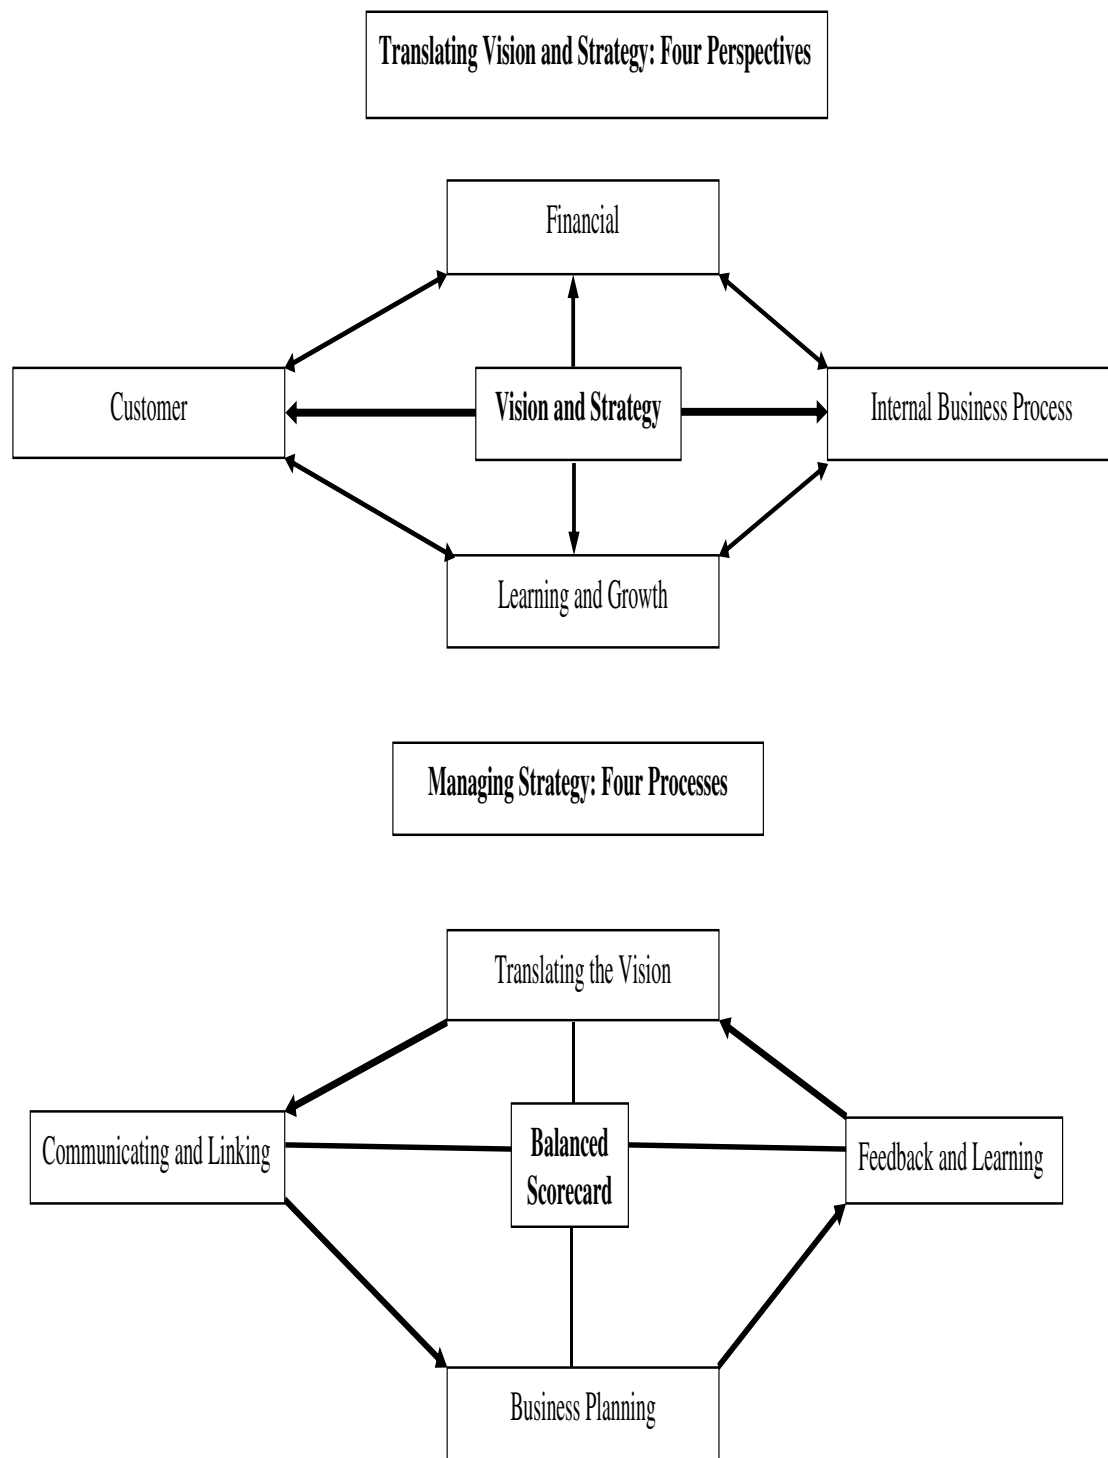 Translating Vision and Strategy: Four Perspectives
Financial
Customer
Vision and Strategy
Internal Business Process
Learning and Growth
Managing Strategy: Four Processes
Translating the Vision
Communicating and Linking
Balanced
Scorecard
Feedback and Learning
Business Planning